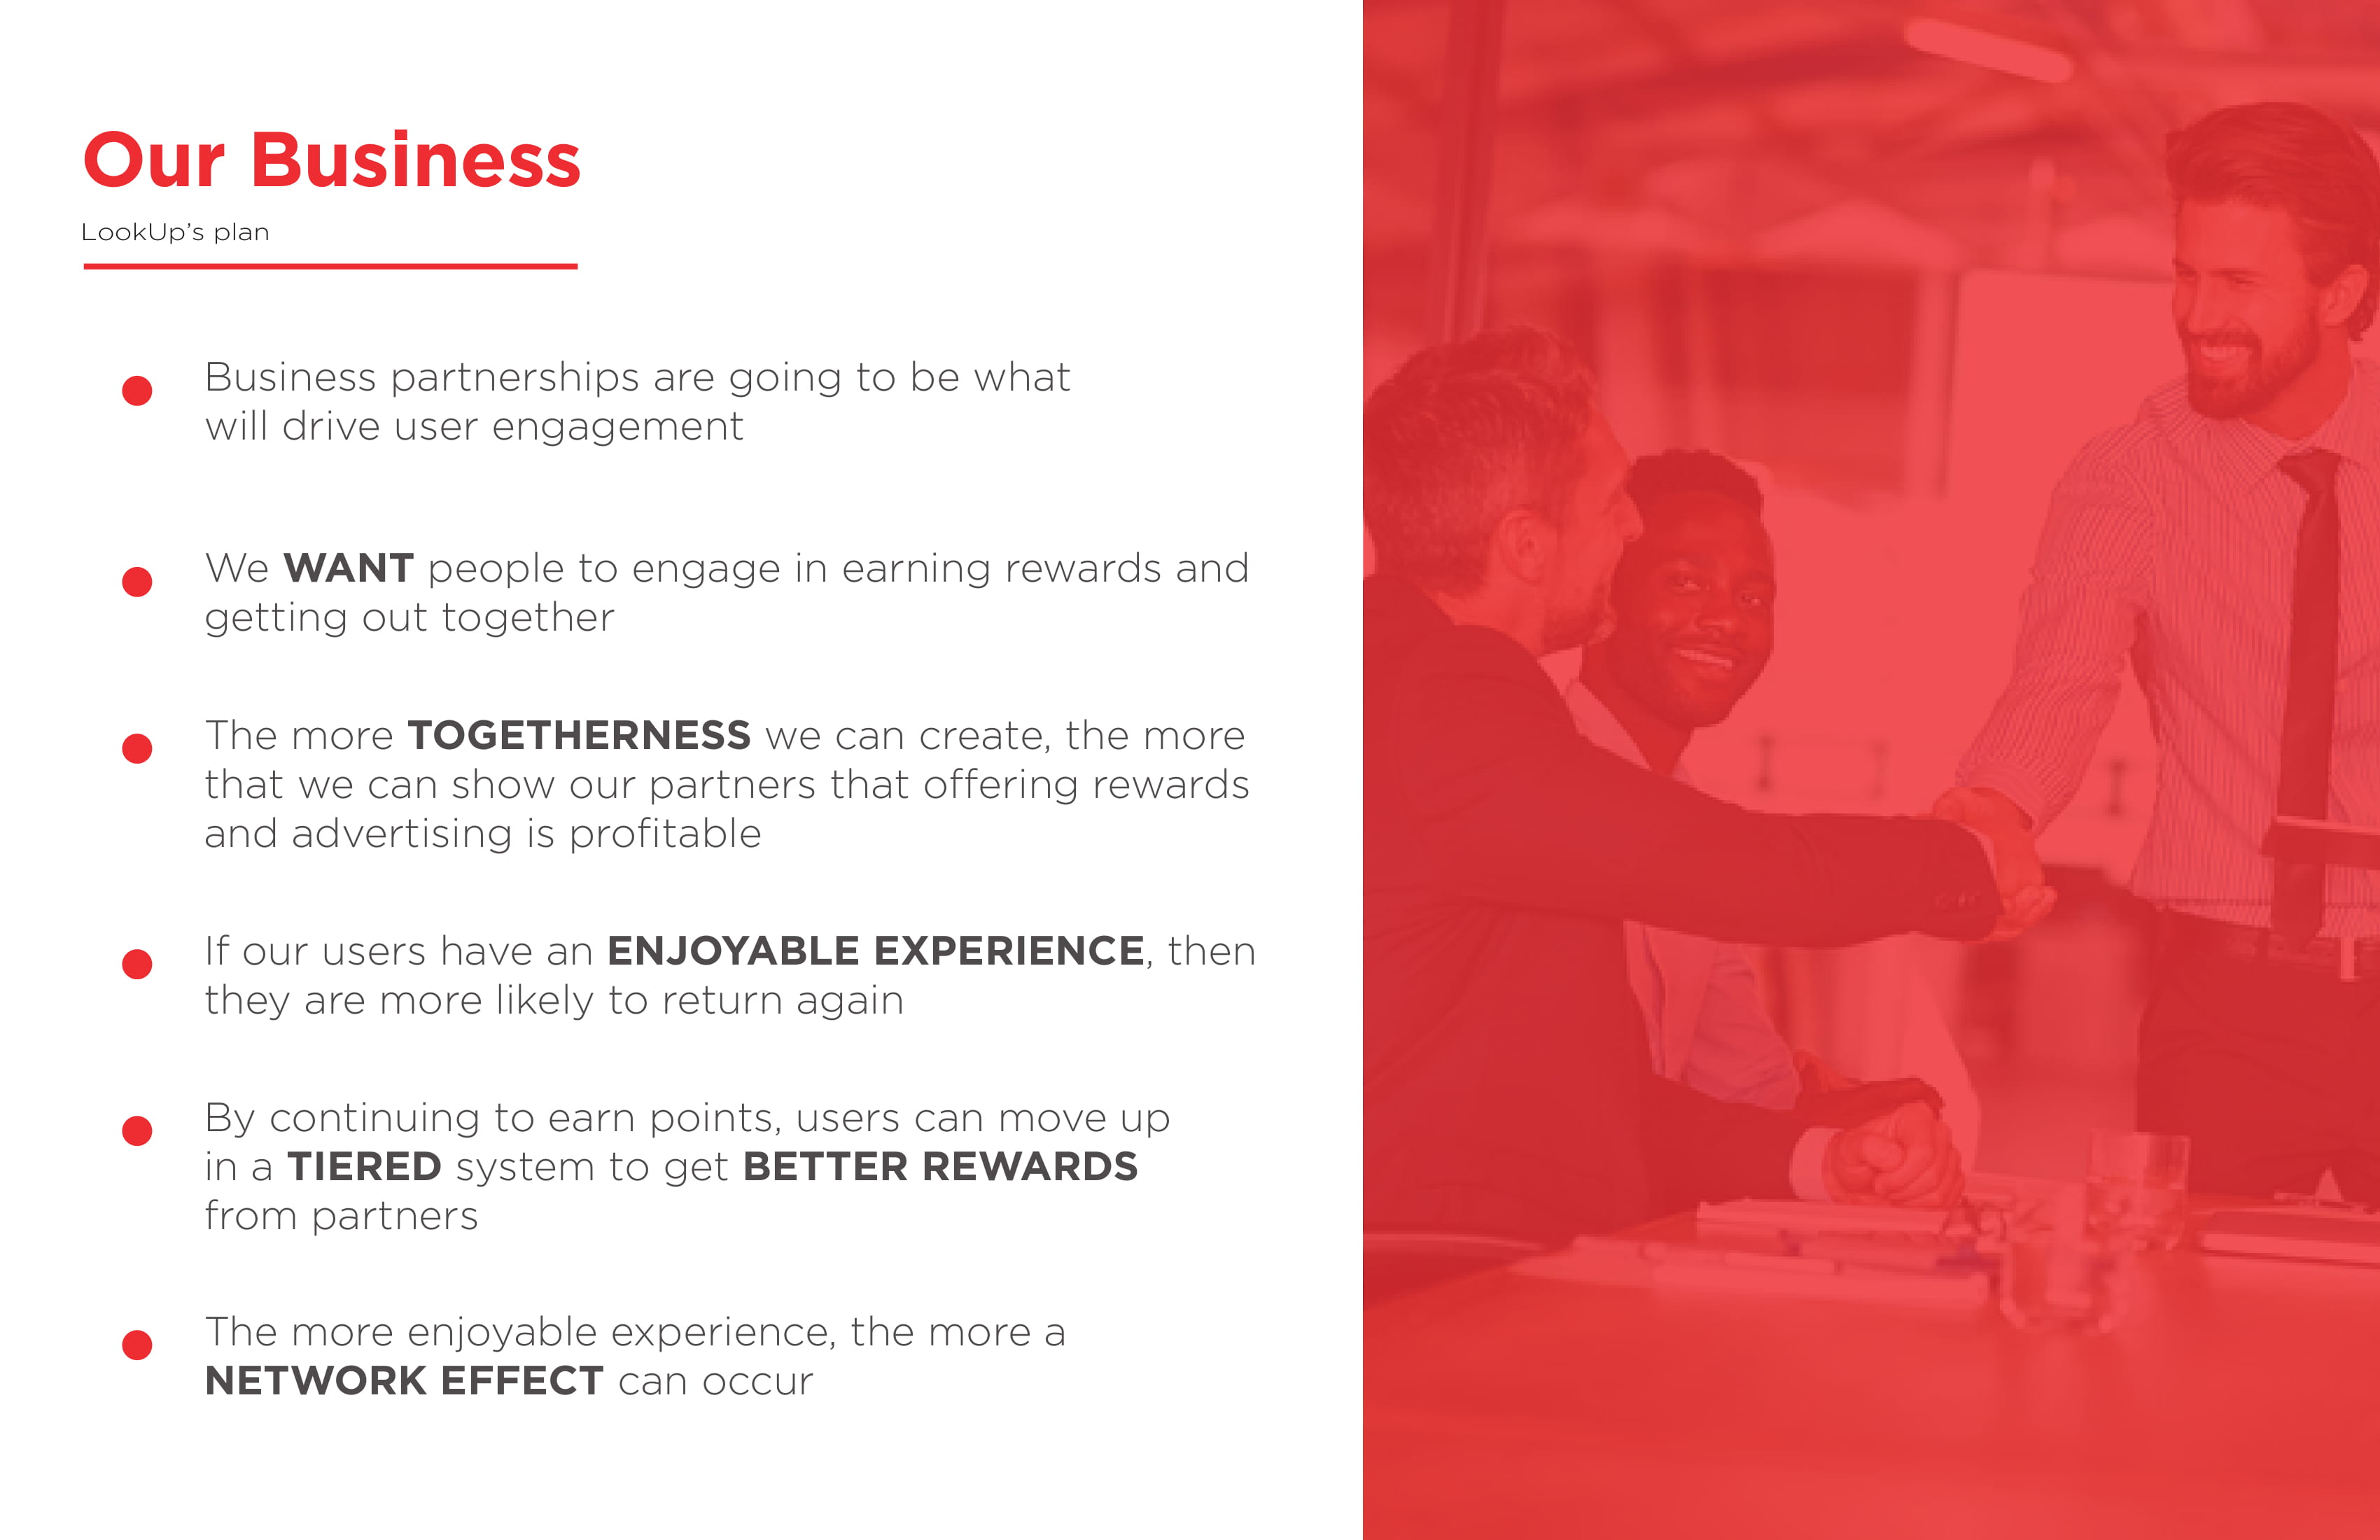 Our Business
LookUp’s plan
Business partnerships are going to be what
will drive user engagement
We WANT people to engage in earning rewards and
getting out together
The more TOGETHERNESS we can create, the more
that we can show our partners that offering rewards
and advertising is profitable
If our users have an ENJOYABLE EXPERIENCE, then
they are more likely to return again
By continuing to earn points, users can move up
in a TIERED system to get BETTER REWARDS
from partners
The more enjoyable experience, the more a
NETWORK EFFECT can occur